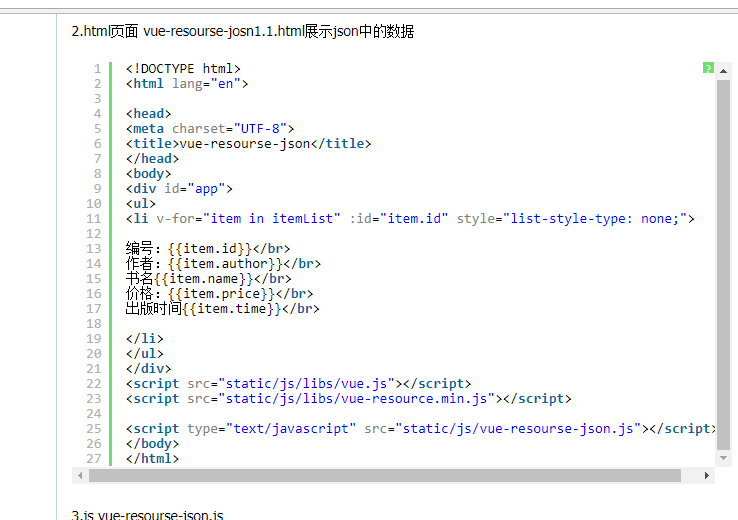 2.html页面 vue-resourse-josn1.1.html展示json中的数据
1 <!DOCTYPE html>
2 <html lang="en">
3
4 <head>
5 <meta charset="UTF-8">
6 <title>vue-resourse-json</title>
7 </head>
8 <body>
9 <div id="app">
10 <ul>
11 <li v-for="item in itemList" :id="item.id" style="list-style-type: none;">
12
13 编号：{{item.id}}</br>
14 作者：{{item.author}}</br>
15 书名{{item.name}}</br>
16 价格：{{item.price}}</br>
17 出版时间{{item.time}}</br>
18
19 </li>
20 </ul>
21 </div>
22 <script src="static/js/libs/vue.js"></script>
23 <script src="static/js/libs/vue-resource.min.js"></script>
24
25 <script type="text/javascript" src="static/js/vue-resourse-json.js"></script>
26 </body>
27 </html>
3.js vue-resourse-json.js